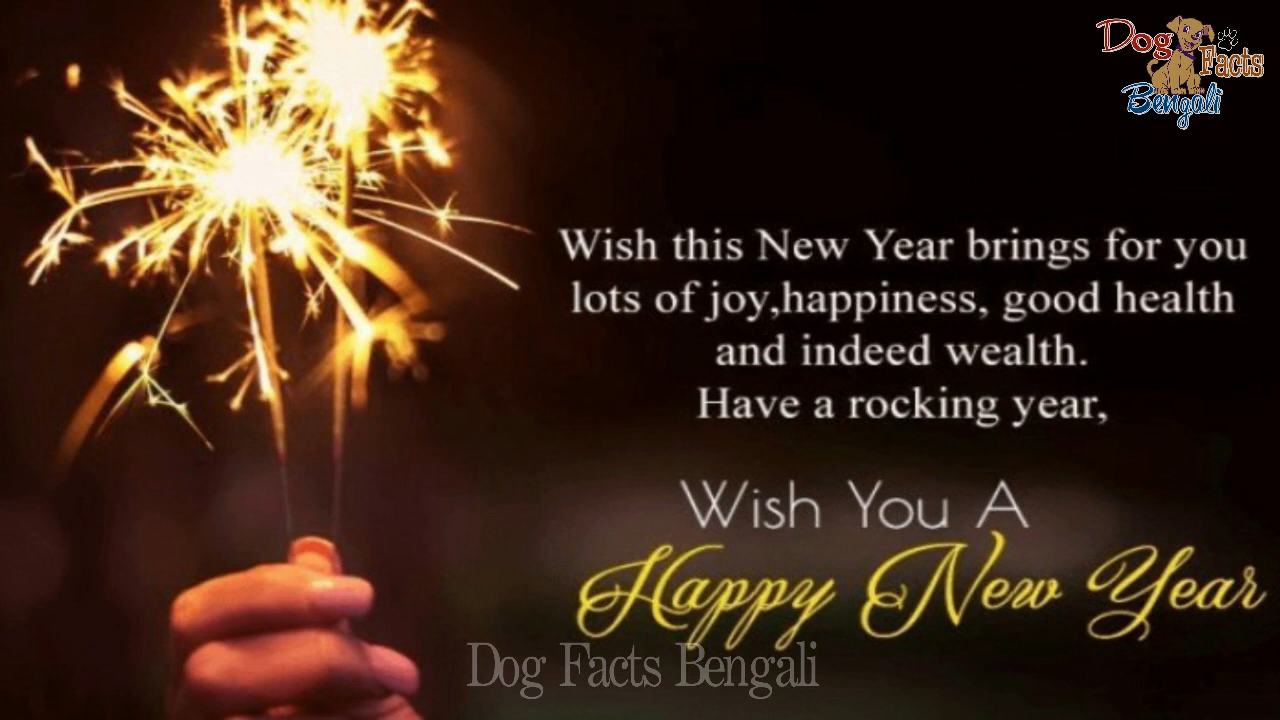 Dog Facts
Bengali
Wish this New Year brings for you
lots of joy,happiness, good health
and indeed wealth.
Have a rocking year,
Wish You A
Happy New Year
Dog Facts Bengali